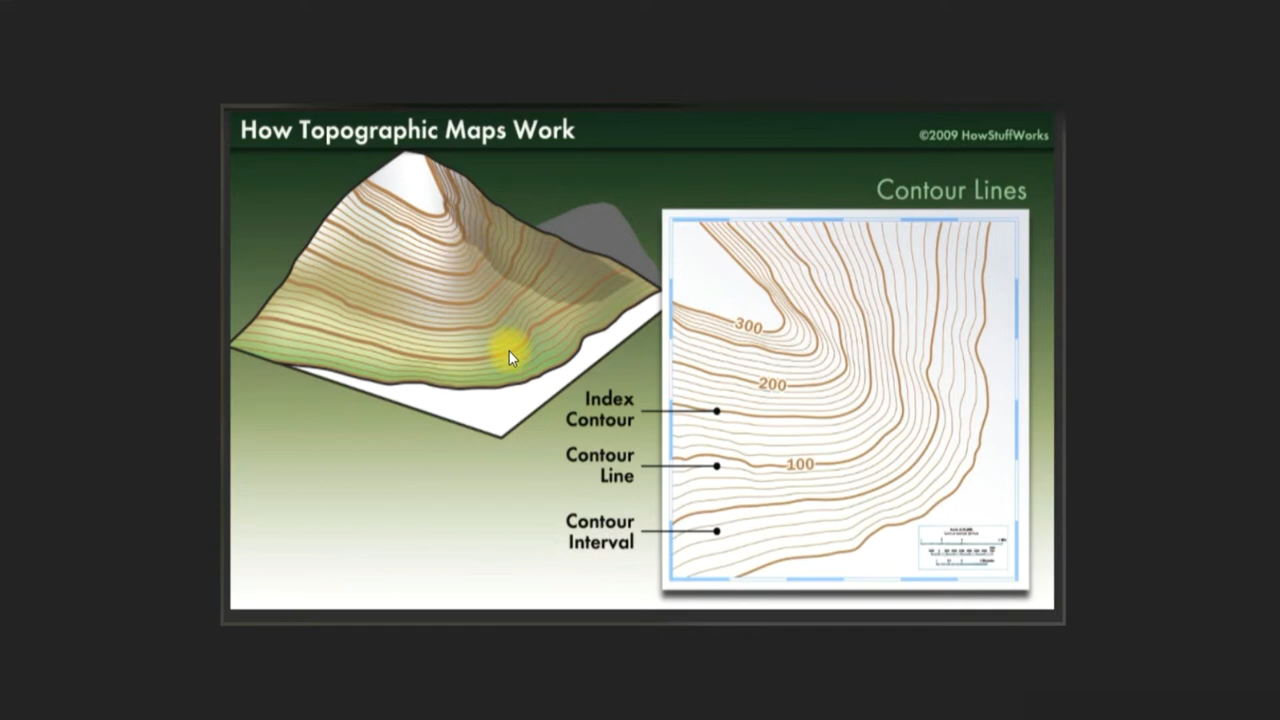 How Topographic Maps Work
©2009 HowStuffWorks
Contour Lines
300
200
Index
Contour
Contour
Line
100
Contour
Interval